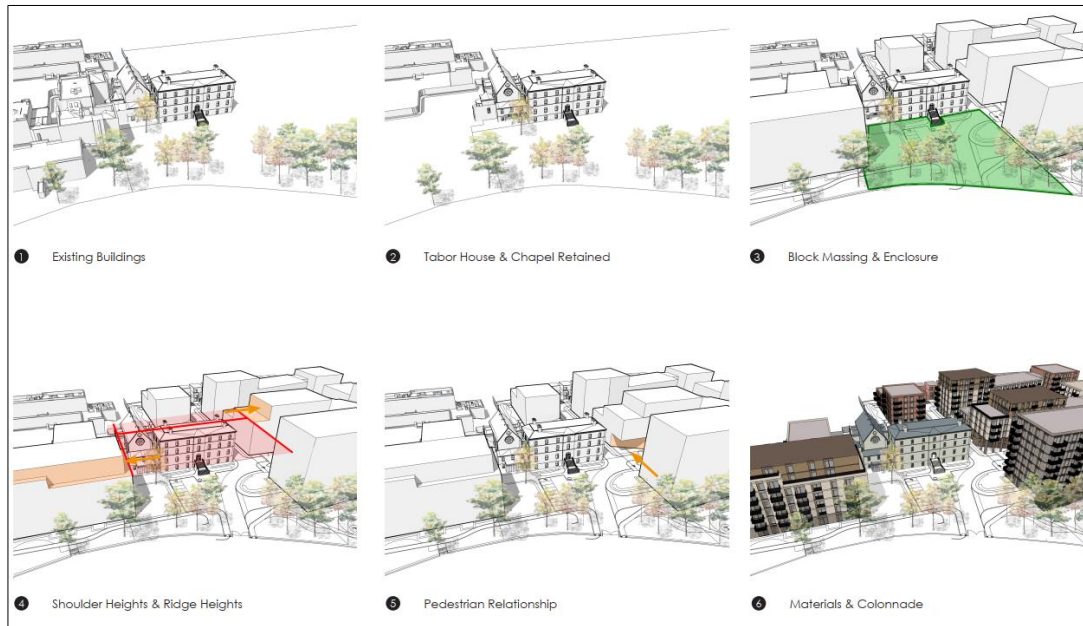 1 Existing Buildings
2 Tabor House & Chapel Retained
3 Block Massing & Enclosure
4 Shoulder Heights & Ridge Heights
5 Pedestrian Relationship
6 Materials & Colonnade